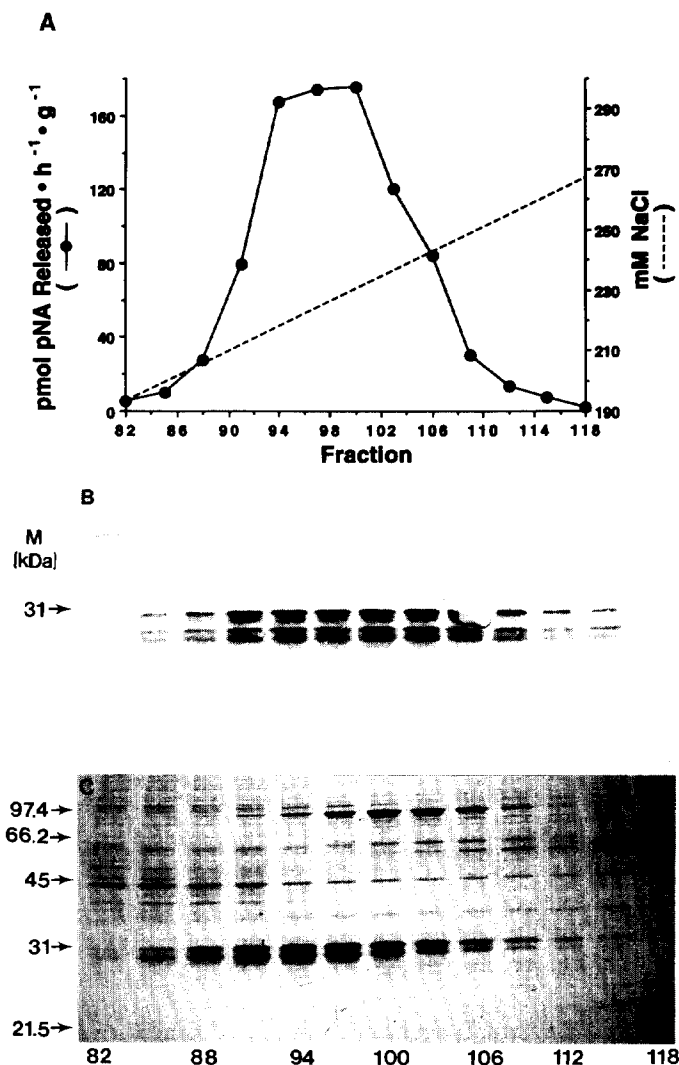 A
pmol pNA Released • h⁻¹ • g⁻¹
( ● )
160
120
80
40
0
290
270
250
230
210
190
mM NaCl
( ----- )
82 86 90 94 98 102 106 110 114 118
Fraction
B
M
(kDa)
31→
C
97.4→
66.2→
45→
31→
21.5→
82 88 94 100 106 112 118